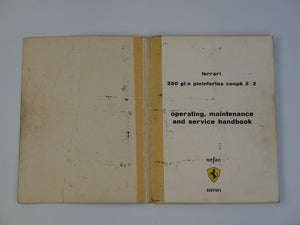 ferrari
250 gt/e pininfarina coupé 2+2
operating, maintenance
and service handbook
sefac
FERRARI